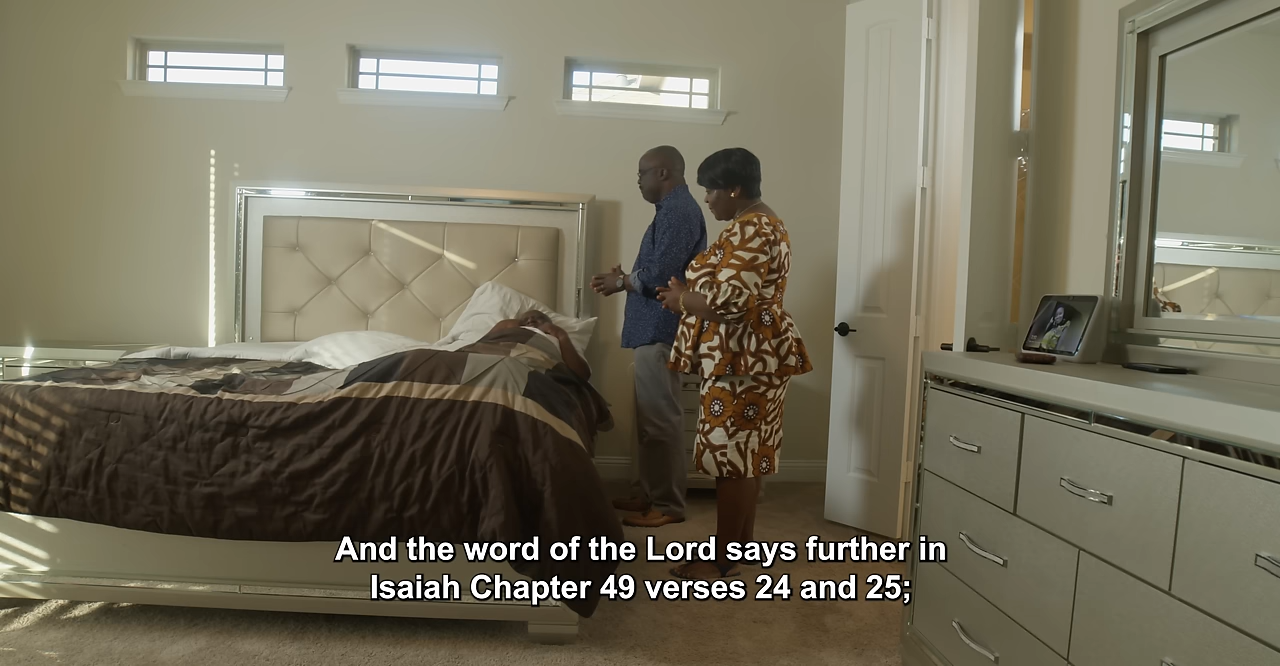 And the word of the Lord says further in
Isaiah Chapter 49 verses 24 and 25;